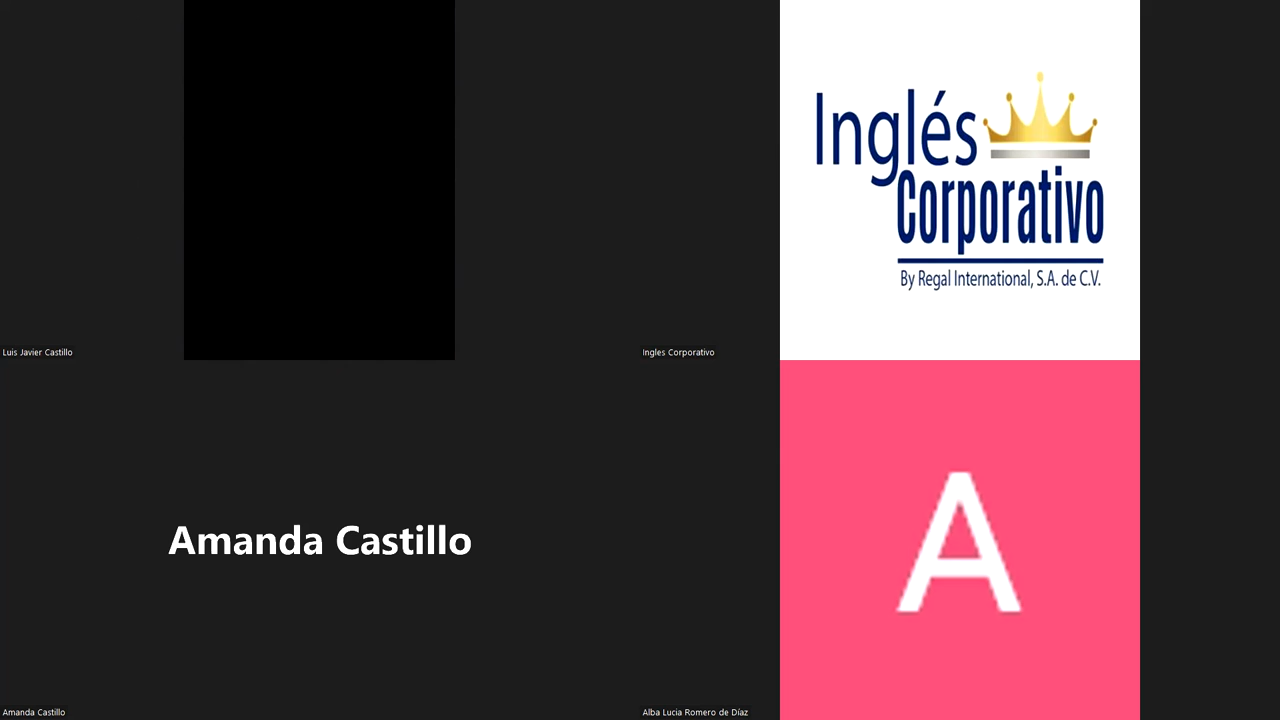 Inglés
Corporativo
By Regal International, S.A. de C.V.
Luis Javier Castillo
Ingles Corporativo
Amanda Castillo
A
Amanda Castillo
Alba Lucia Romero de Díaz